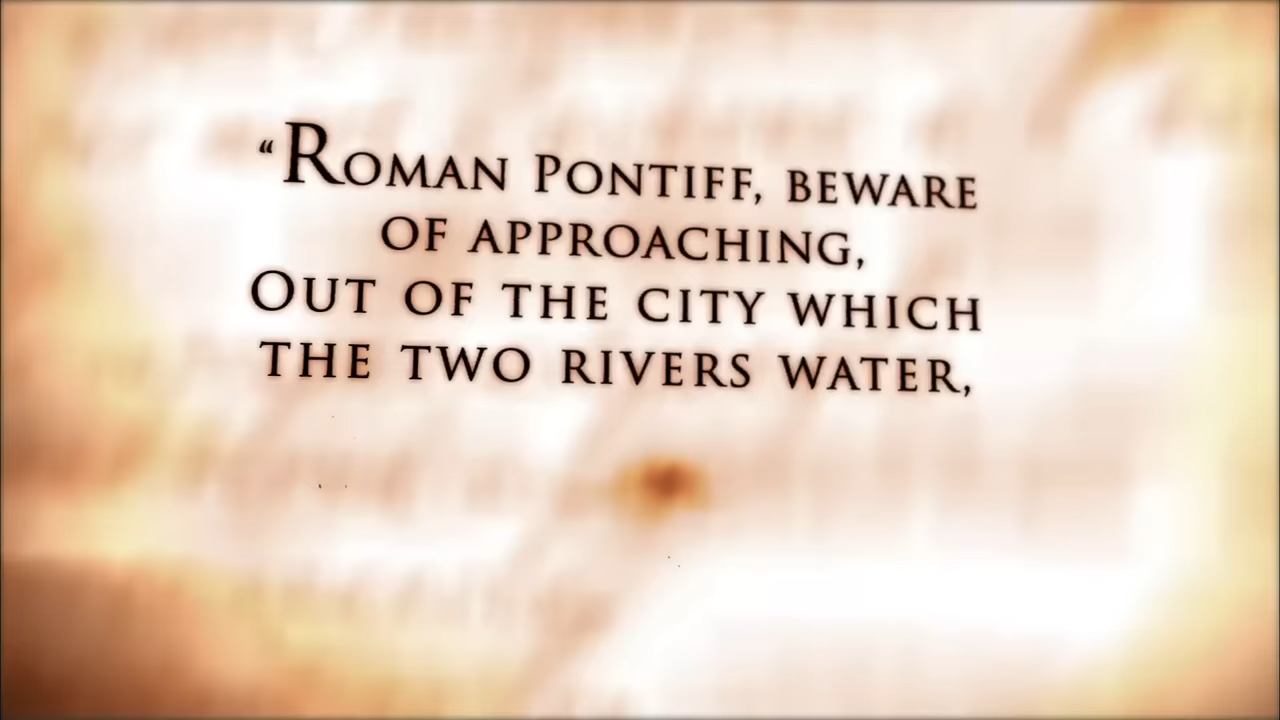 “Roman Pontiff, beware
of approaching,
Out of the city which
the two rivers water,